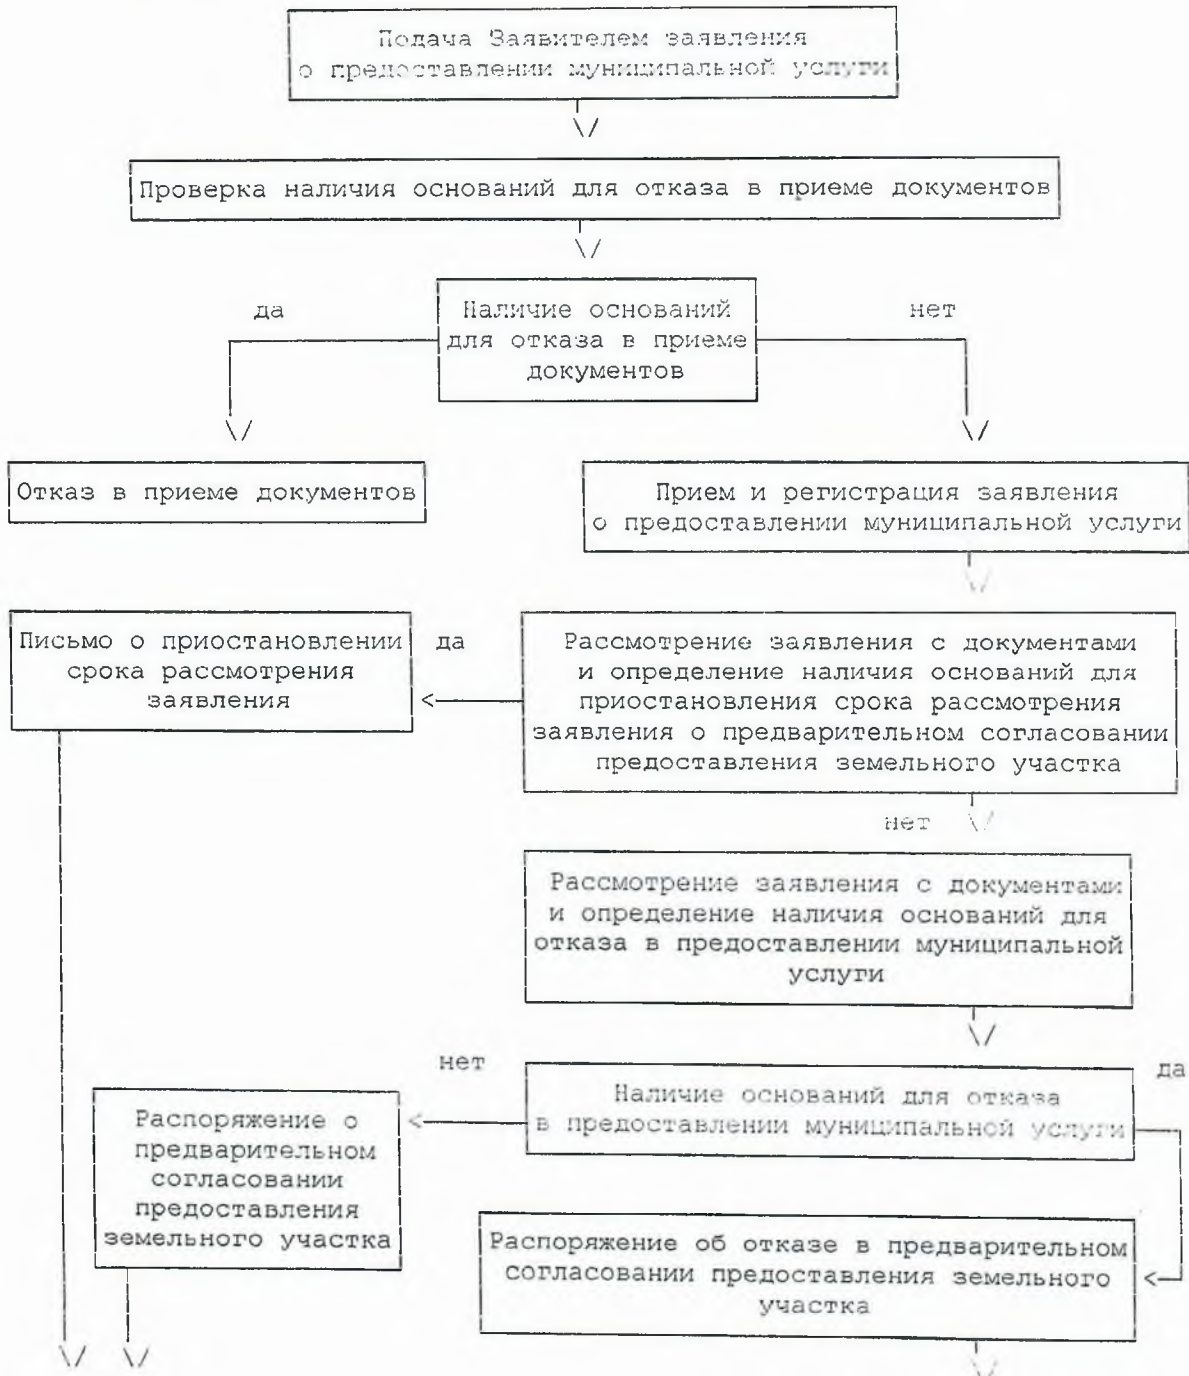 Подача Заявителем заявления
о предоставлении муниципальной услуги
Проверка наличия оснований для отказа в приеме документов
да
Наличие оснований
для отказа в приеме
документов
нет
Отказ в приеме документов
Прием и регистрация заявления
о предоставлении муниципальной услуги
Письмо о приостановлении
срока рассмотрения
заявления
да
Рассмотрение заявления с документами
и определение наличия оснований для
приостановления срока рассмотрения
заявления о предварительном согласовании
предоставления земельного участка
нет
Рассмотрение заявления с документами
и определение наличия оснований для
отказа в предоставлении муниципальной
услуги
нет
Наличие оснований для отказа
в предоставлении муниципальной услуги
да
Распоряжение о
предварительном
согласовании
предоставления
земельного участка
Распоряжение об отказе в предварительном
согласовании предоставления земельного
участка